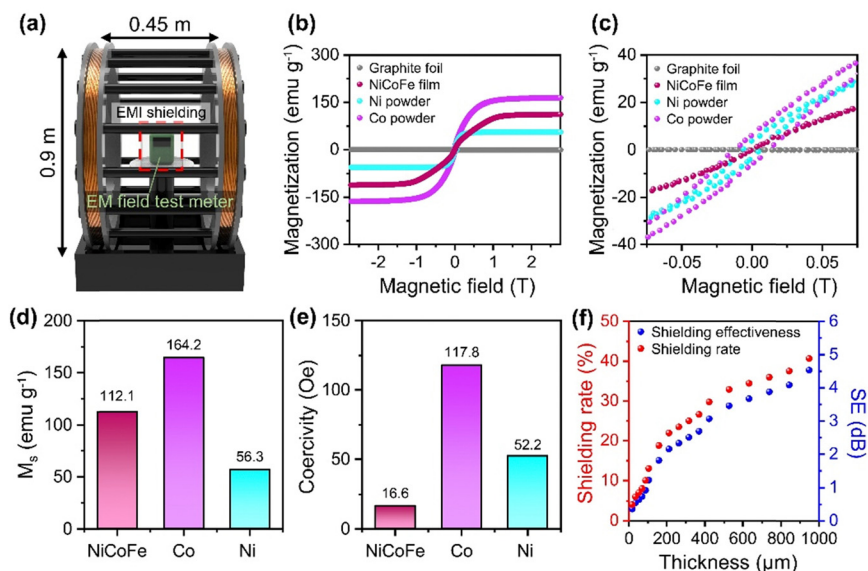 (a)
0.45 m
0.9 m
EMI shielding
EM field test meter
(b)
Magnetization (emu g⁻¹)
300
150
0
-150
-300
Graphite foil
NiCoFe film
Ni powder
Co powder
-2 -1 0 1 2
Magnetic field (T)
(c)
Magnetization (emu g⁻¹)
40
20
0
-20
-40
Graphite foil
NiCoFe film
Ni powder
Co powder
-0.05 0.00 0.05
Magnetic field (T)
(d)
Mₛ (emu g⁻¹)
200
150
100
50
0
112.1
164.2
56.3
NiCoFe Co Ni
(e)
Coercivity (Oe)
150
100
50
0
16.6
117.8
52.2
NiCoFe Co Ni
(f)
Shielding rate (%)
50
40
30
20
10
0
Shielding effectiveness
Shielding rate
6
5
4
3
2
1
0
SE (dB)
0 200 400 600 800 1000
Thickness (μm)